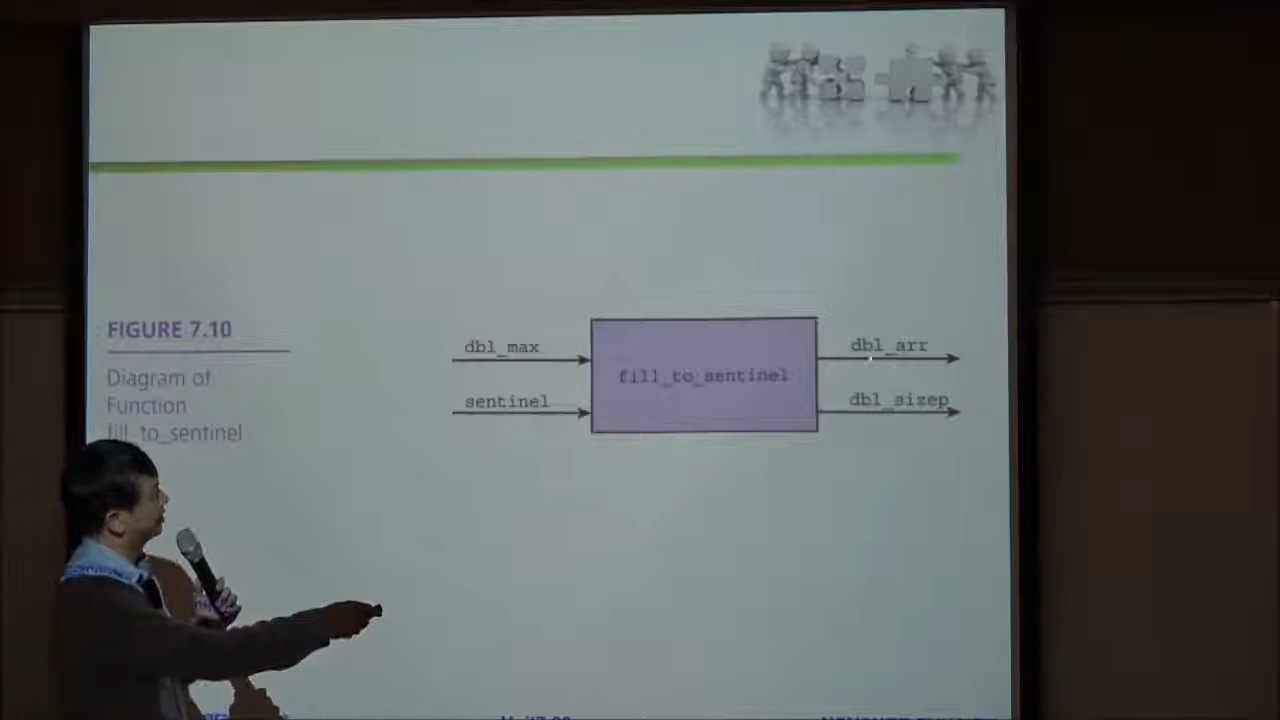 FIGURE 7.10
Diagram of
Function
fill_to_sentinel
dbl_max
sentinel
fill_to_sentinel
dbl_arr
dbl_sizep